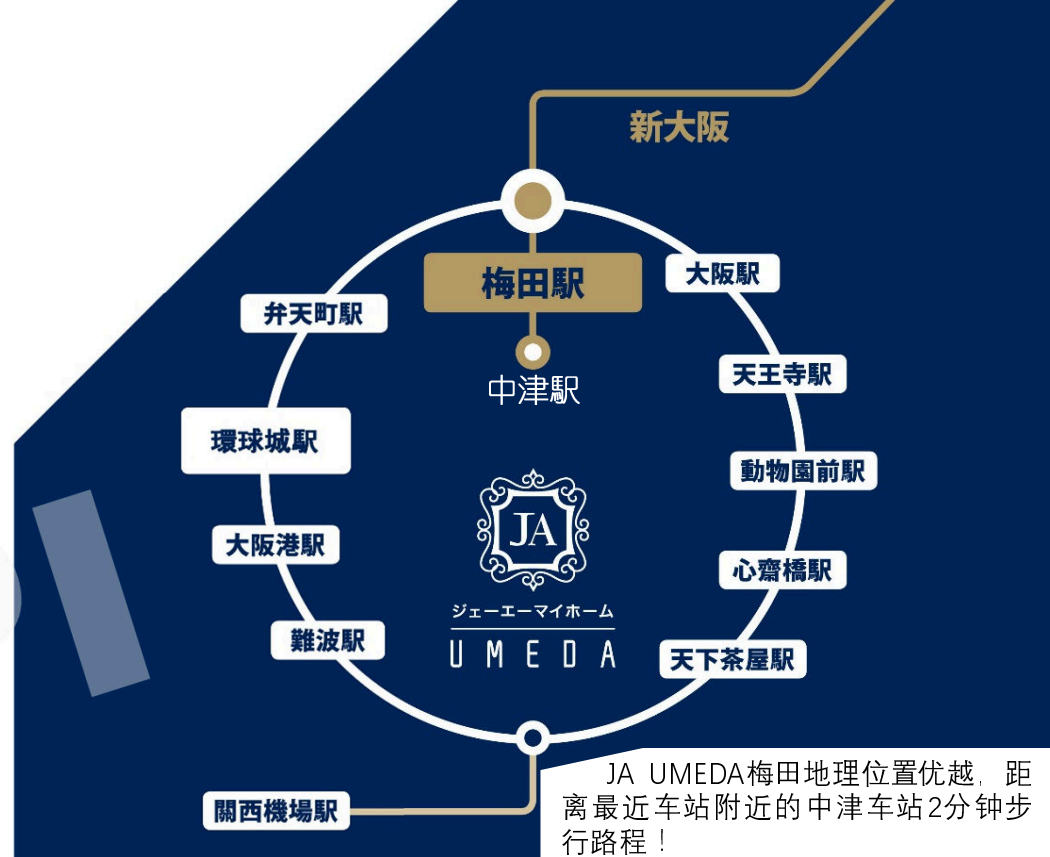 新大阪
梅田駅
大阪駅
弁天町駅
中津駅
天王寺駅
環球城駅
動物園前駅
JA
大阪港駅
心齋橋駅
ジェーエーマイホーム
難波駅
UMEDA
天下茶屋駅
JA UMEDA梅田地理位置优越，距
离最近车站附近的中津车站2分钟步
行路程！
關西機場駅